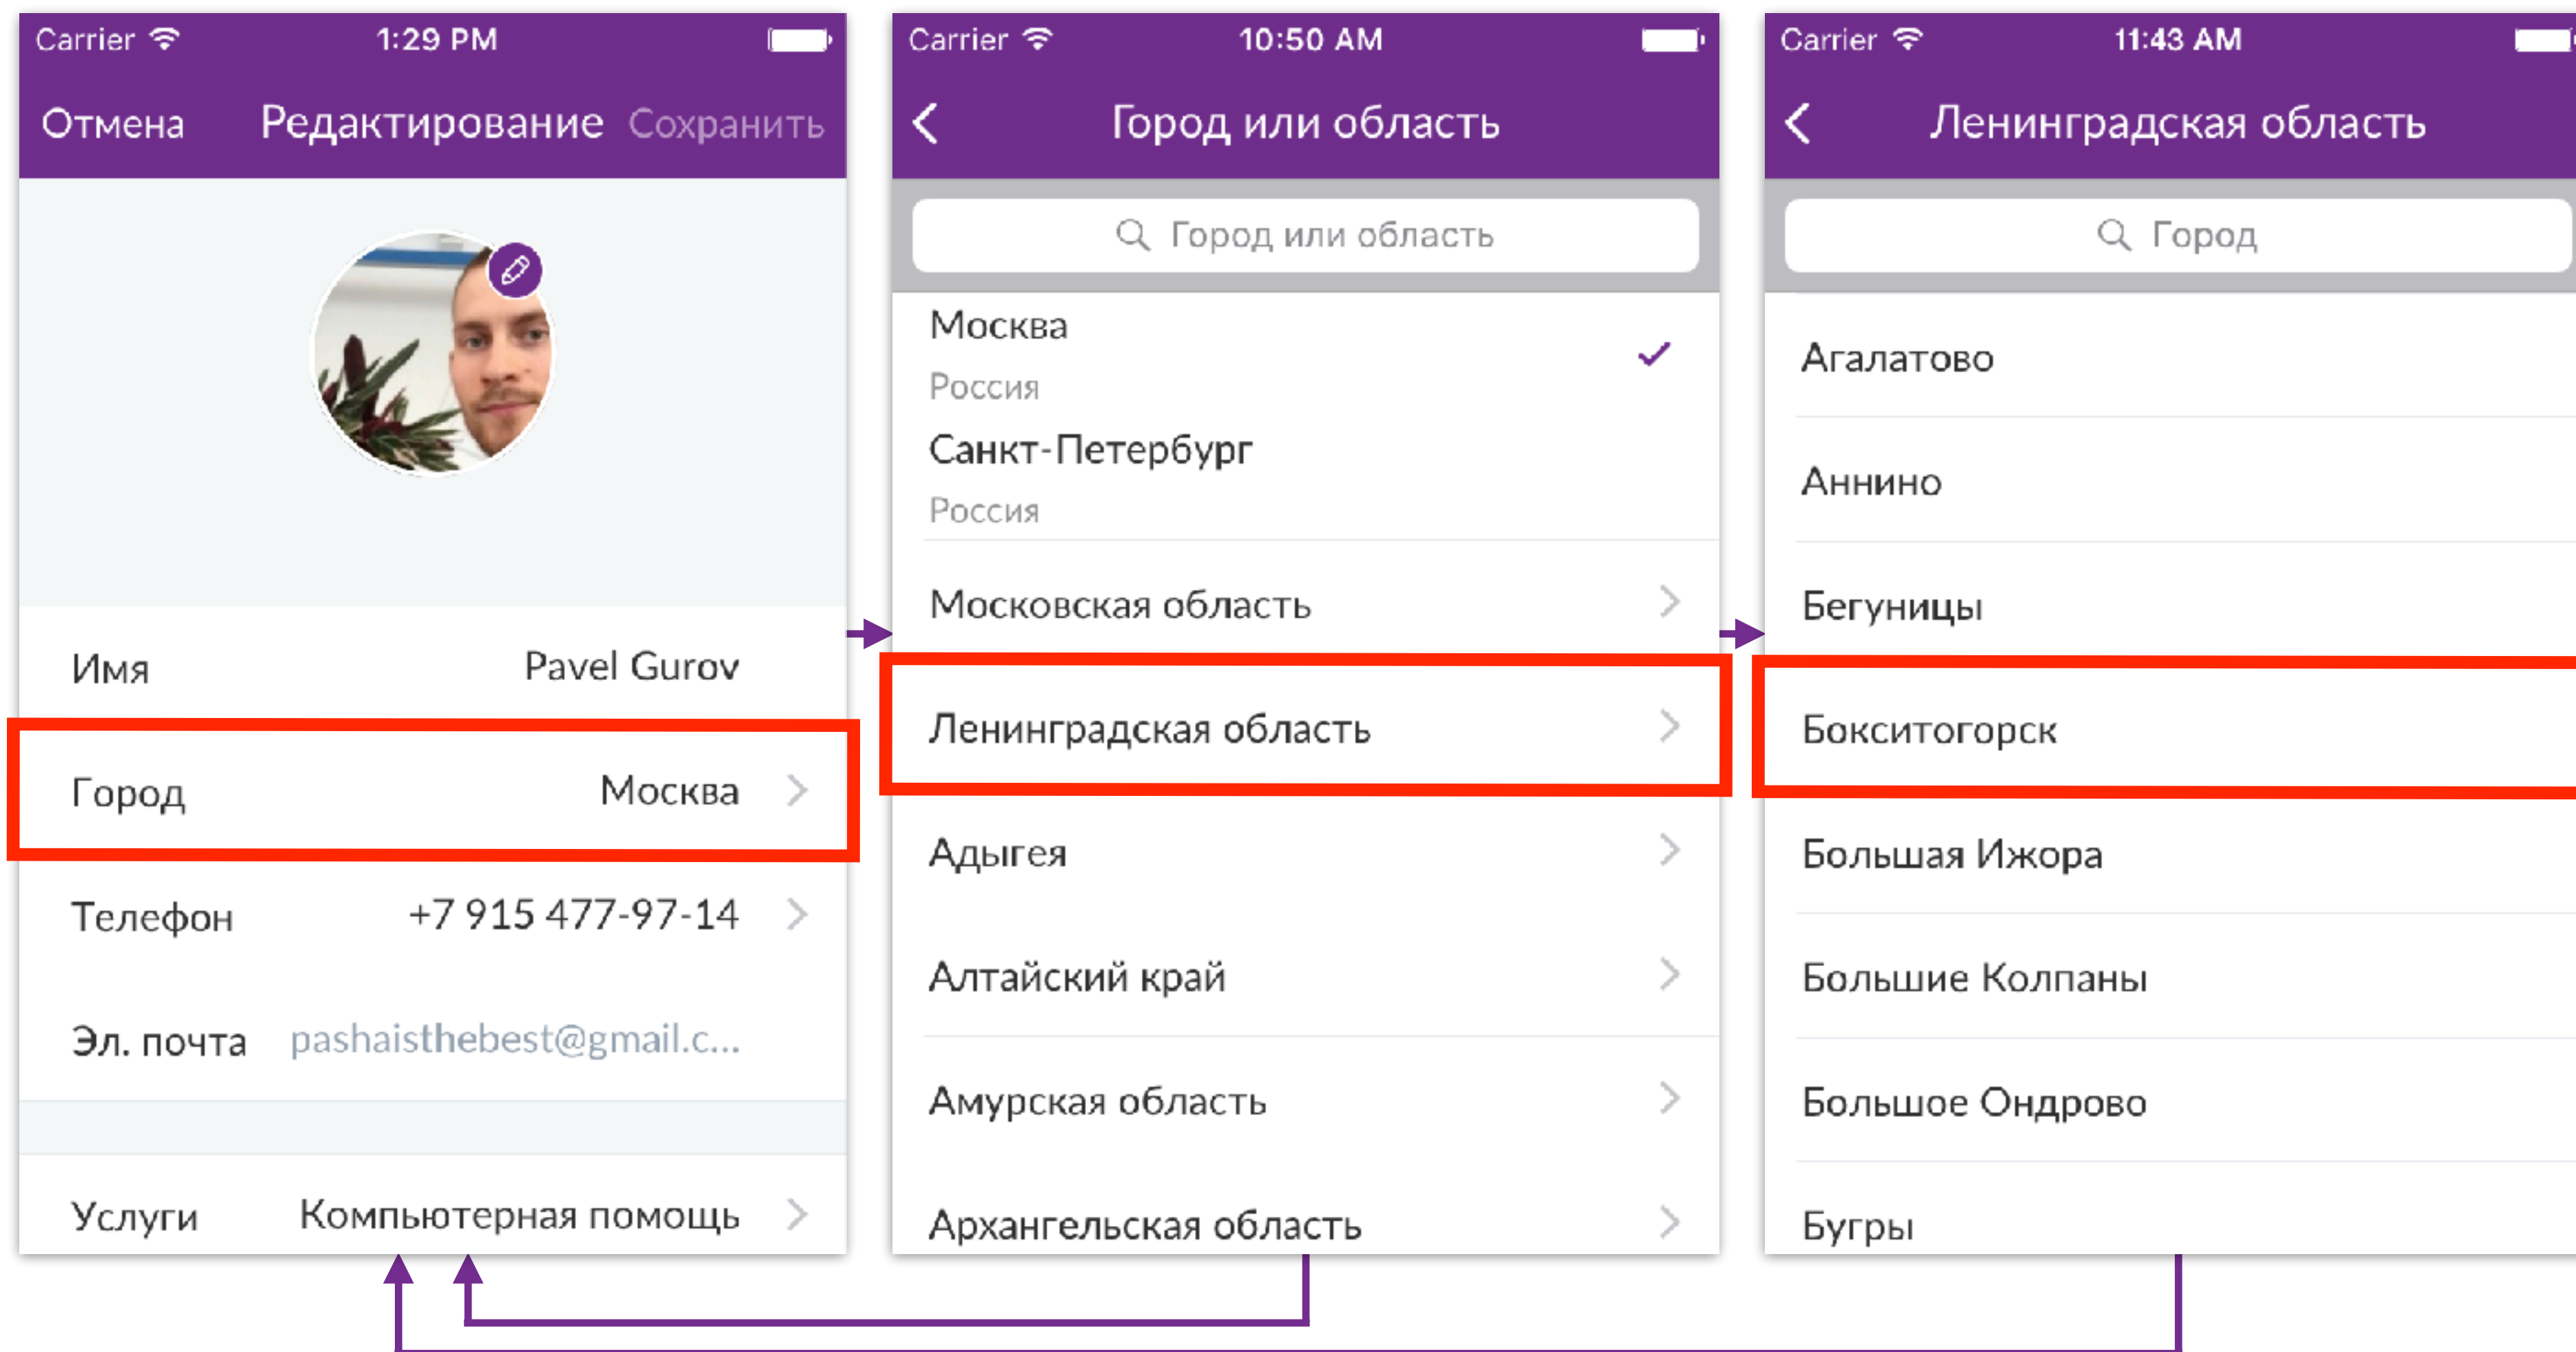 Carrier 1:29 PM
Отмена Редактирование Сохранить
Имя Pavel Gurov
Город Москва
Телефон +7 915 477-97-14
Эл. почта pashaisthebest@gmail.c...
Услуги Компьютерная помощь
Carrier 10:50 AM
Город или область
Город или область
Москва
Россия
Санкт-Петербург
Россия
Московская область
Ленинградская область
Адыгея
Алтайский край
Амурская область
Архангельская область
Carrier 11:43 AM
Ленинградская область
Город
Агалатово
Аннино
Бегуницы
Бокситогорск
Большая Ижора
Большие Колпаны
Большое Ондрово
Бугры